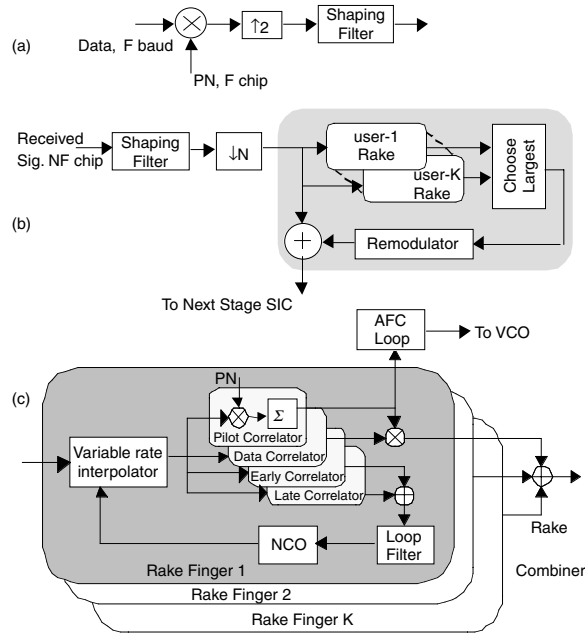 Data, F baud
×
↑2
Shaping
Filter
(a)
PN, F chip
Received
Sig. NF chip
Shaping
Filter
↓N
user-1
Rake
user-K
Rake
Choose
Largest
(b)
+
Remodulator
To Next Stage SIC
AFC
Loop
To VCO
(c)
PN
×
Σ
Pilot Correlator
×
Variable rate
interpolator
Data Correlator
Early Correlator
Late Correlator
+
+
NCO
Loop
Filter
Rake
Combiner
Rake Finger 1
Rake Finger 2
Rake Finger K